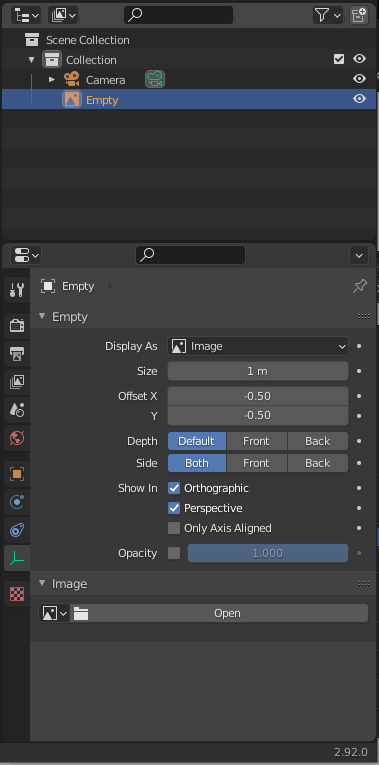 Scene Collection
Collection
Camera
Empty
Empty
Empty
Display As Image
Size 1 m
Offset X -0.50
Y -0.50
Depth Default Front Back
Side Both Front Back
Show In Orthographic
Perspective
Only Axis Aligned
Opacity 1.000
Image
Open
2.92.0